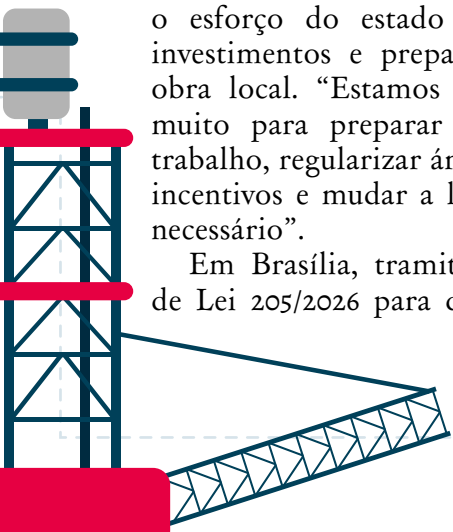 o esforço do estado
investimentos e prepa
obra local. “Estamos
muito para preparar
trabalho, regularizar ár
incentivos e mudar a l
necessário”.
Em Brasília, tramit
de Lei 205/2026 para d